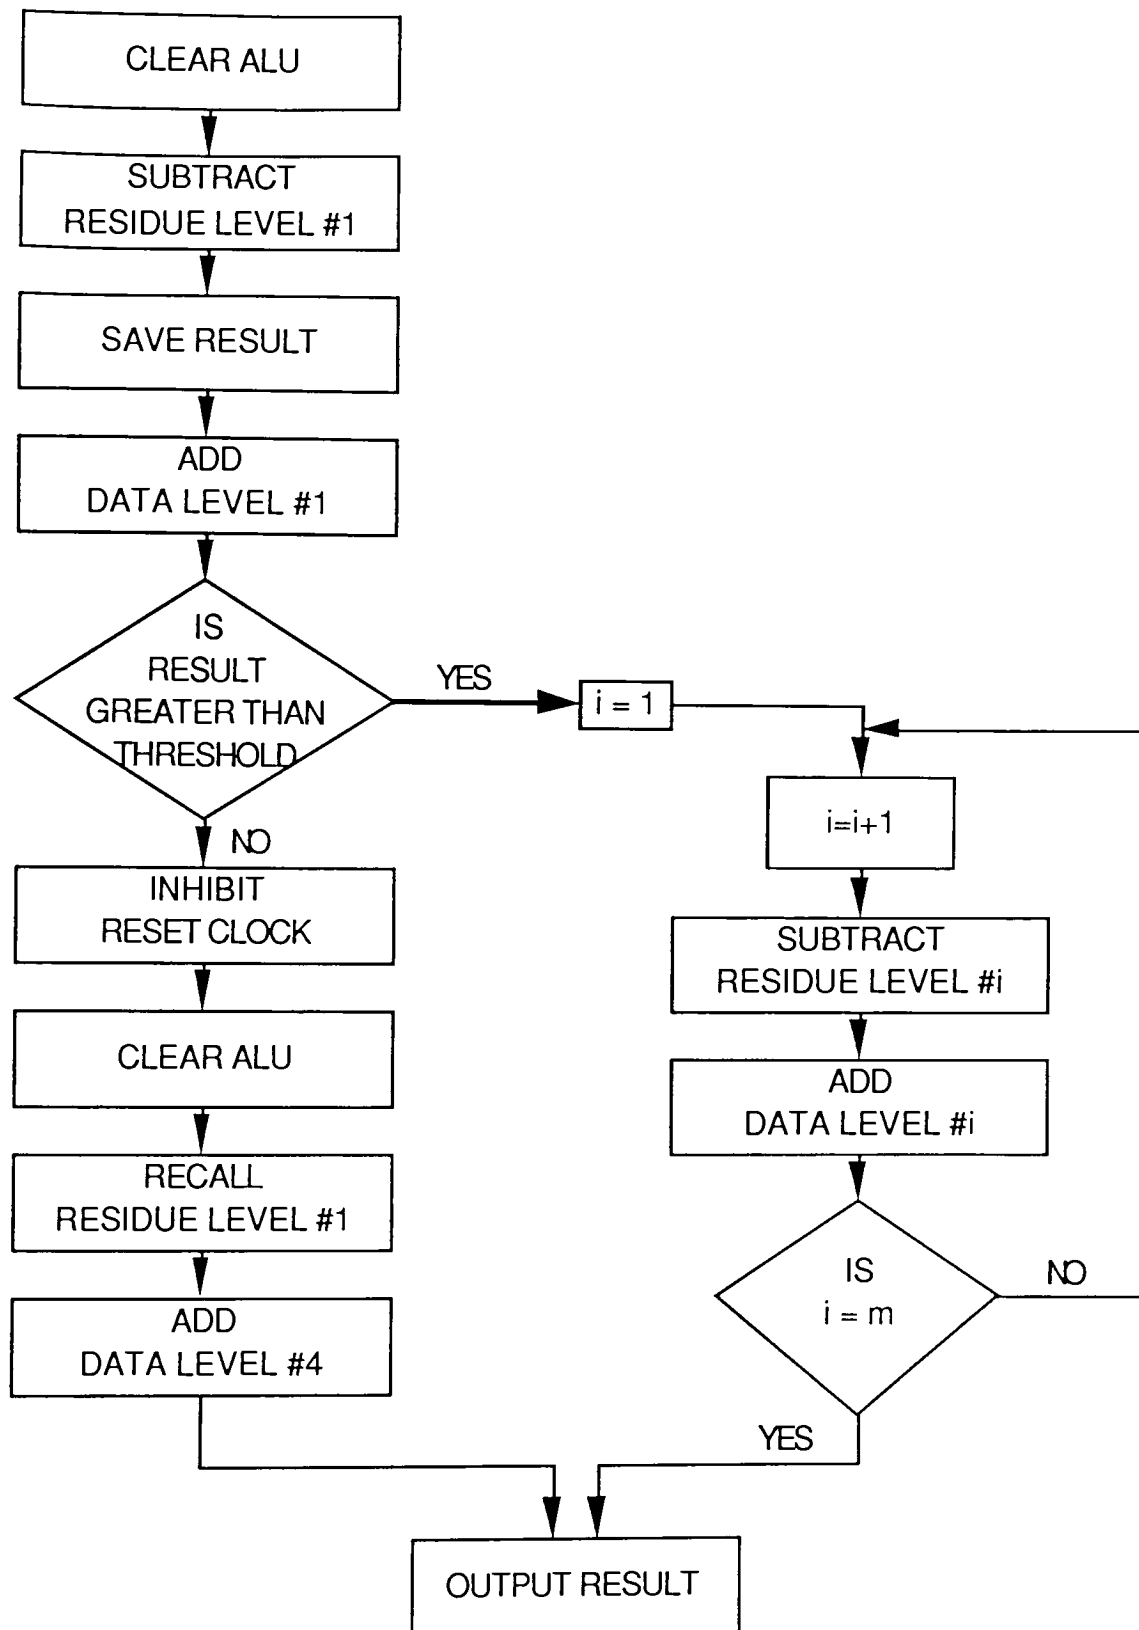 CLEAR ALU
SUBTRACT
RESIDUE LEVEL #1
SAVE RESULT
ADD
DATA LEVEL #1
IS
RESULT
GREATER THAN
THRESHOLD
YES
i = 1
i=i+1
NO
INHIBIT
RESET CLOCK
SUBTRACT
RESIDUE LEVEL #i
CLEAR ALU
ADD
DATA LEVEL #i
RECALL
RESIDUE LEVEL #1
IS
i = m
NO
ADD
DATA LEVEL #4
YES
OUTPUT RESULT